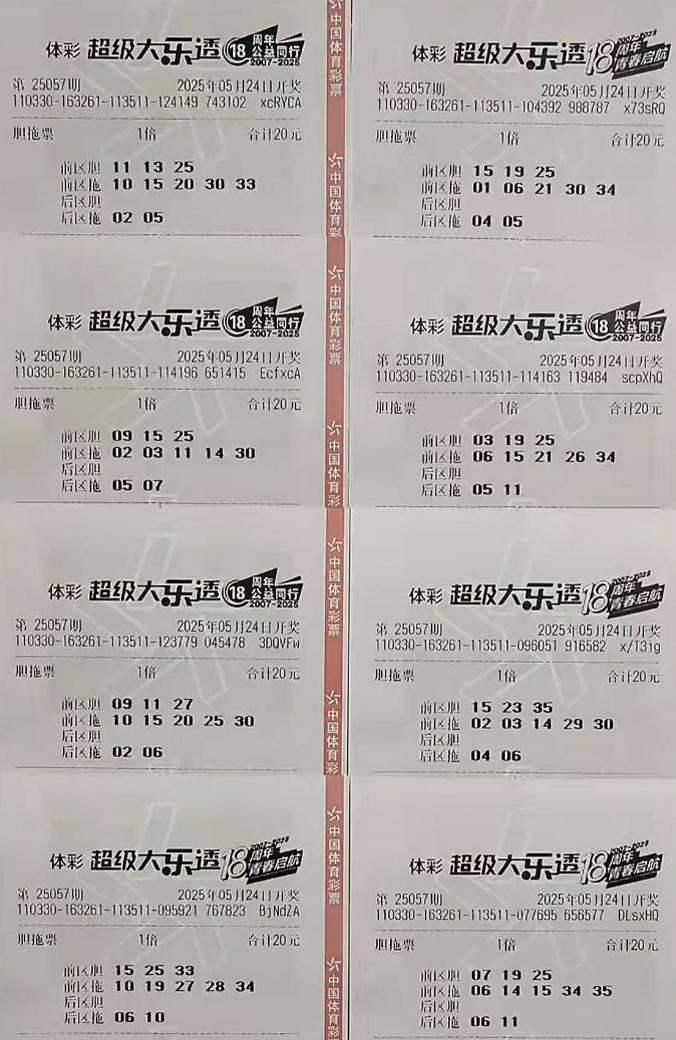 体彩 超级大乐透 18 周年 公益同行 2007-2025
第 25057期 2025年05月24日开奖
110330-163261-113511-124149 743102 xcRYCA
胆拖票 1倍 合计20元
前区胆 11 13 25
前区拖 10 15 20 30 33
后区胆
后区拖 02 05
体彩 超级大乐透 18 周年 青春启航 2007-2025
第 25057期 2025年05月24日开奖
110330-163261-113511-104392 988787 x73sRQ
胆拖票 1倍 合计20元
前区胆 15 19 25
前区拖 01 06 21 30 34
后区胆
后区拖 04 05
体彩 超级大乐透 18 周年 公益同行 2007-2025
第 25057期 2025年05月24日开奖
110330-163261-113511-114196 651415 EcfxcA
胆拖票 1倍 合计20元
前区胆 09 15 25
前区拖 02 03 11 14 30
后区胆
后区拖 05 07
体彩 超级大乐透 18 周年 公益同行 2007-2025
第 25057期 2025年05月24日开奖
110330-163261-113511-114163 119484 scpXhQ
胆拖票 1倍 合计20元
前区胆 03 19 25
前区拖 06 15 21 26 34
后区胆
后区拖 05 11
体彩 超级大乐透 18 周年 公益同行 2007-2025
第 25057期 2025年05月24日开奖
110330-163261-113511-123779 045478 3DQVFw
胆拖票 1倍 合计20元
前区胆 09 11 27
前区拖 10 15 20 25 30
后区胆
后区拖 02 06
体彩 超级大乐透 18 周年 青春启航 2007-2025
第 25057期 2025年05月24日开奖
110330-163261-113511-096051 916582 x/T3ig
胆拖票 1倍 合计20元
前区胆 15 23 35
前区拖 02 03 14 29 30
后区胆
后区拖 04 06
体彩 超级大乐透 18 周年 青春启航 2007-2025
第 25057期 2025年05月24日开奖
110330-163261-113511-095921 767823 BjNdZA
胆拖票 1倍 合计20元
前区胆 15 25 33
前区拖 10 19 27 28 34
后区胆
后区拖 06 10
体彩 超级大乐透 18 周年 青春启航 2007-2025
第 25057期 2025年05月24日开奖
110330-163261-113511-077695 656577 DLsxHQ
胆拖票 1倍 合计20元
前区胆 07 19 25
前区拖 06 14 15 34 35
后区胆
后区拖 06 11
中国体育彩票
中国体育彩
中国体育彩票
中国体育彩
中国体育彩票
中国体育彩
中国体育彩票
中国体育彩